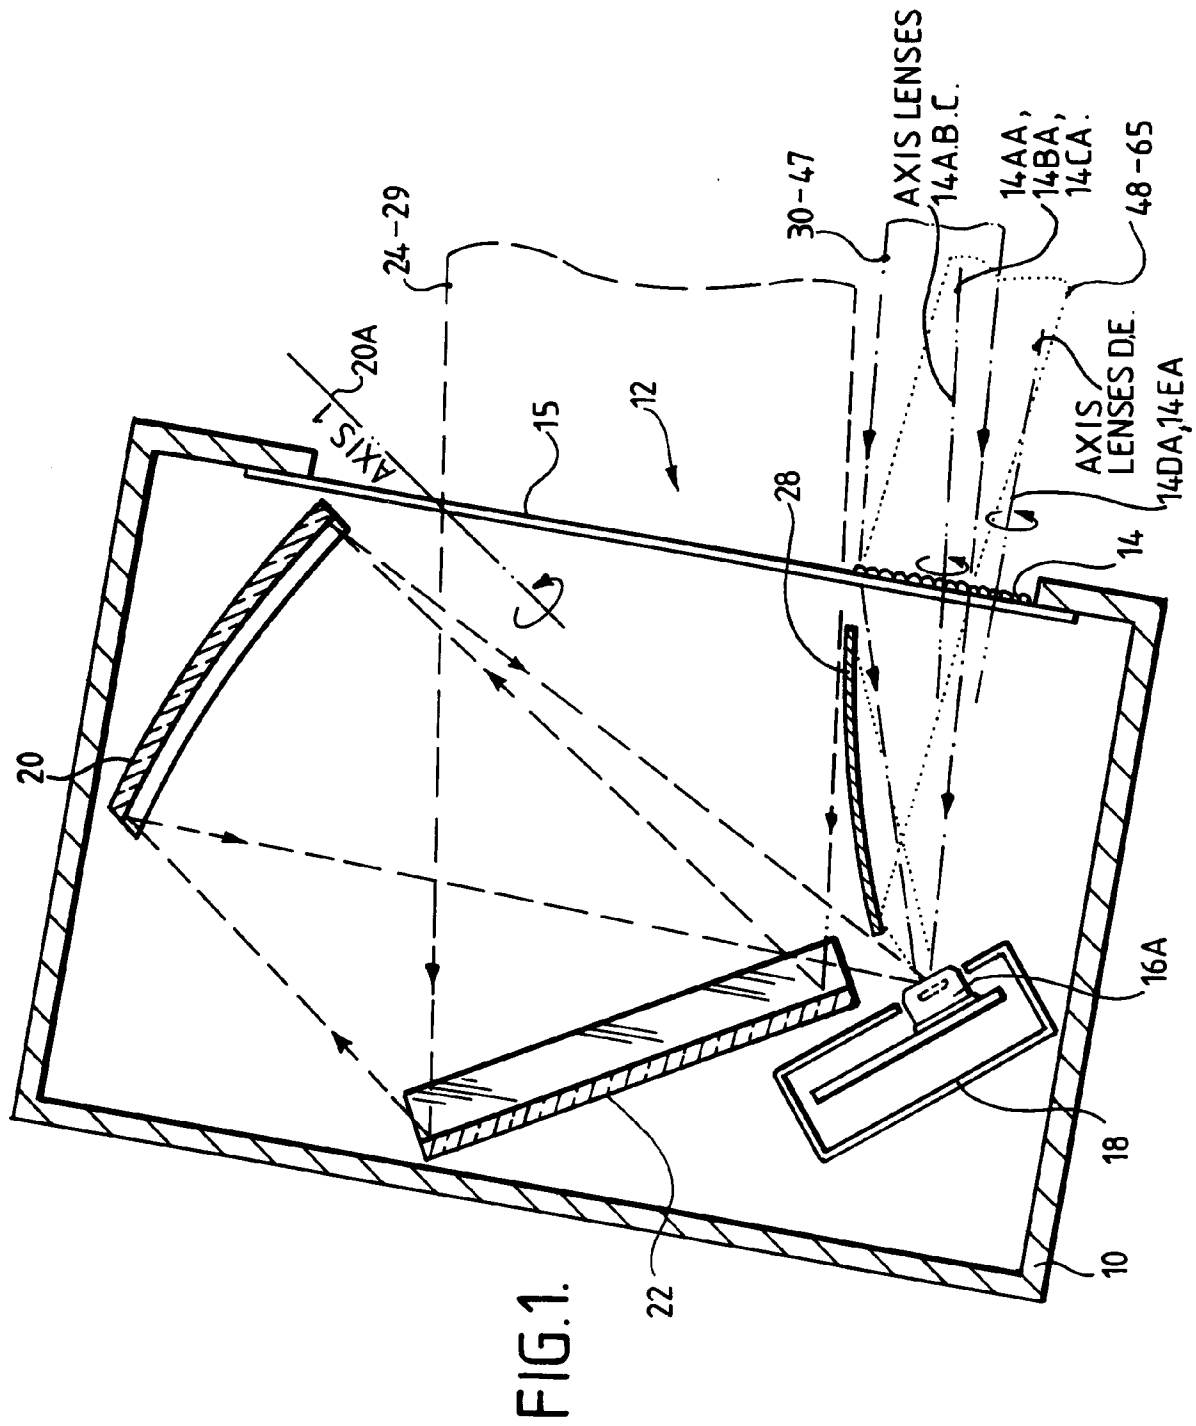 FIG.1.
20
22
10
18
16A
28
12
15
AXIS 1
20A
24-29
30-47
AXIS LENSES
14A.B.C.
14AA,
14BA,
14CA.
48-65
AXIS
LENSES D.E.
14DA,14EA
14